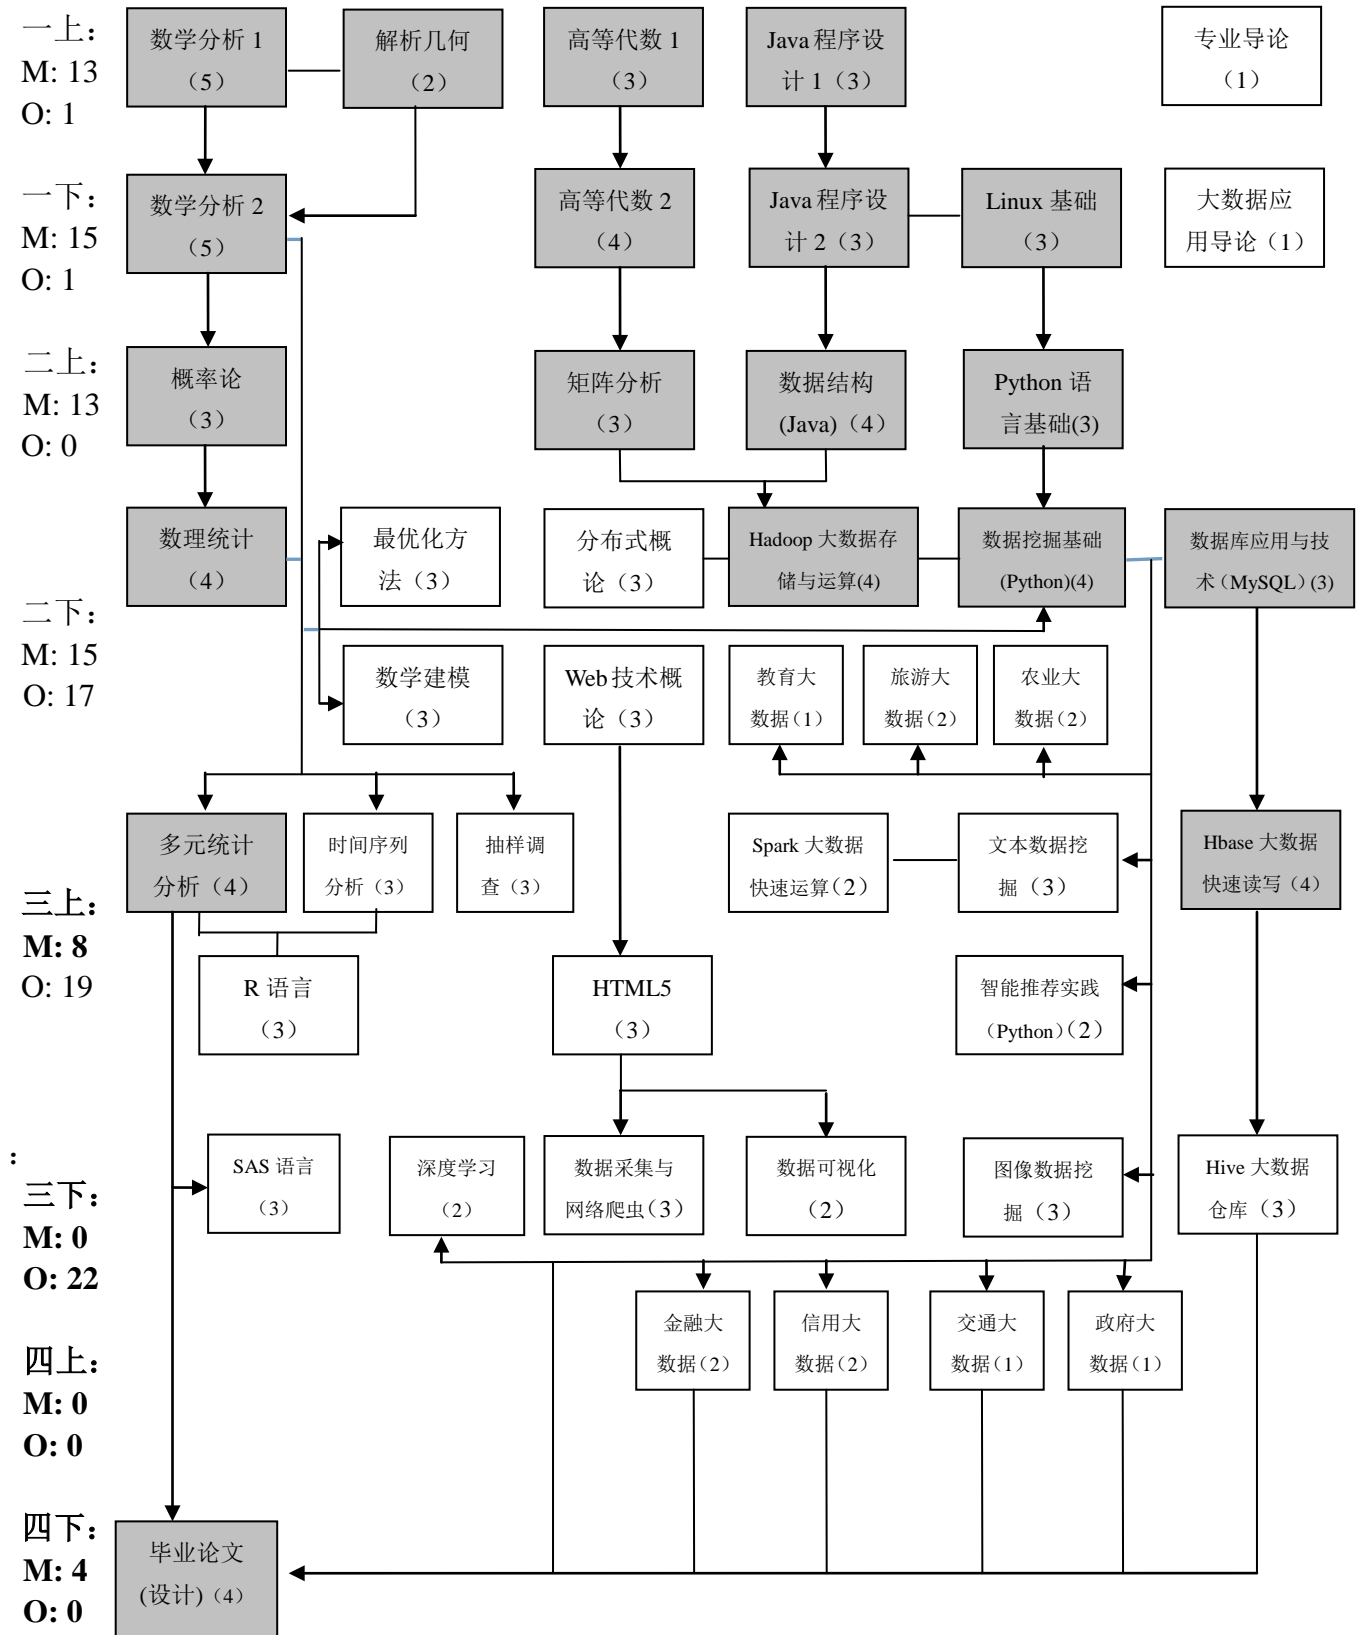 一上：
M: 13
O: 1
数学分析 1
（5）
解析几何
（2）
高等代数 1
（3）
Java 程序设
计 1（3）
专业导论
（1）
一下：
M: 15
O: 1
数学分析 2
（5）
高等代数 2
（4）
Java 程序设
计 2（3）
Linux 基础
（3）
大数据应
用导论（1）
二上：
M: 13
O: 0
概率论
（3）
矩阵分析
（3）
数据结构
(Java)（4）
Python 语
言基础(3)
数理统计
（4）
最优化方
法（3）
分布式概
论（3）
Hadoop 大数据存
储与运算(4)
数据挖掘基础
(Python)(4)
数据库应用与技
术（MySQL）(3)
二下：
M: 15
O: 17
数学建模
（3）
Web 技术概
论（3）
教育大
数据（1）
旅游大
数据（2）
农业大
数据（2）
三上：
M: 8
O: 19
多元统计
分析（4）
时间序列
分析（3）
抽样调
查（3）
Spark 大数据
快速运算（2）
文本数据挖
掘（3）
Hbase 大数据
快速读写（4）
R 语言
（3）
HTML5
（3）
智能推荐实践
（Python）（2）
：
三下：
M: 0
O: 22
SAS 语言
（3）
深度学习
（2）
数据采集与
网络爬虫（3）
数据可视化
（2）
图像数据挖
掘（3）
Hive 大数据
仓库（3）
金融大
数据（2）
信用大
数据（2）
交通大
数据（1）
政府大
数据（1）
四上：
M: 0
O: 0
四下：
M: 4
O: 0
毕业论文
(设计)（4）